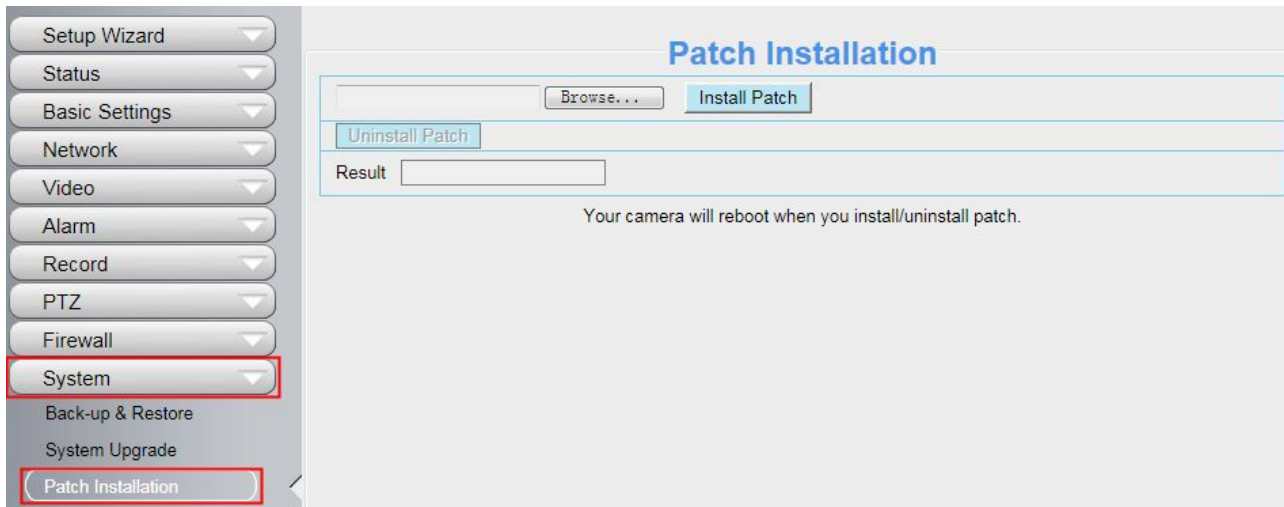 Setup Wizard
Status
Basic Settings
Network
Video
Alarm
Record
PTZ
Firewall
System
Back-up & Restore
System Upgrade
Patch Installation
Patch Installation
Browse... Install Patch
Uninstall Patch
Result
Your camera will reboot when you install/uninstall patch.